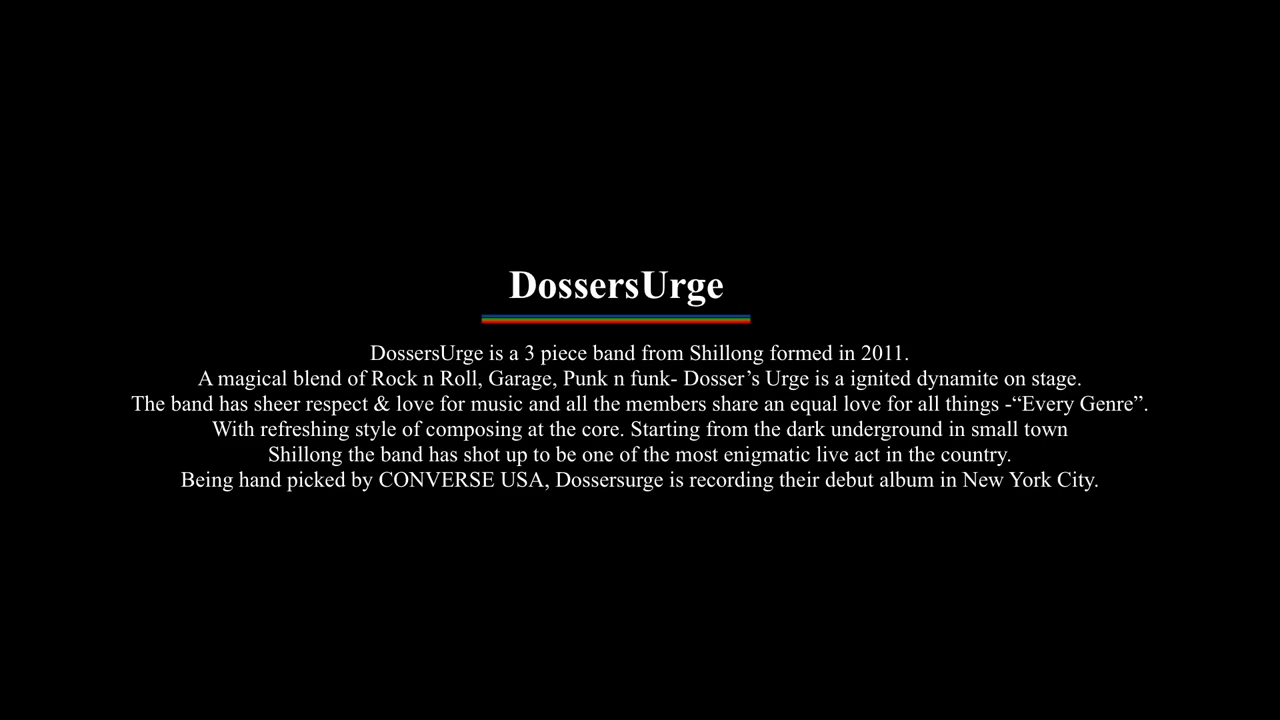 DossersUrge
DossersUrge is a 3 piece band from Shillong formed in 2011.
A magical blend of Rock n Roll, Garage, Punk n funk- Dosser’s Urge is a ignited dynamite on stage.
The band has sheer respect & love for music and all the members share an equal love for all things -“Every Genre”.
With refreshing style of composing at the core. Starting from the dark underground in small town
Shillong the band has shot up to be one of the most enigmatic live act in the country.
Being hand picked by CONVERSE USA, Dossersurge is recording their debut album in New York City.